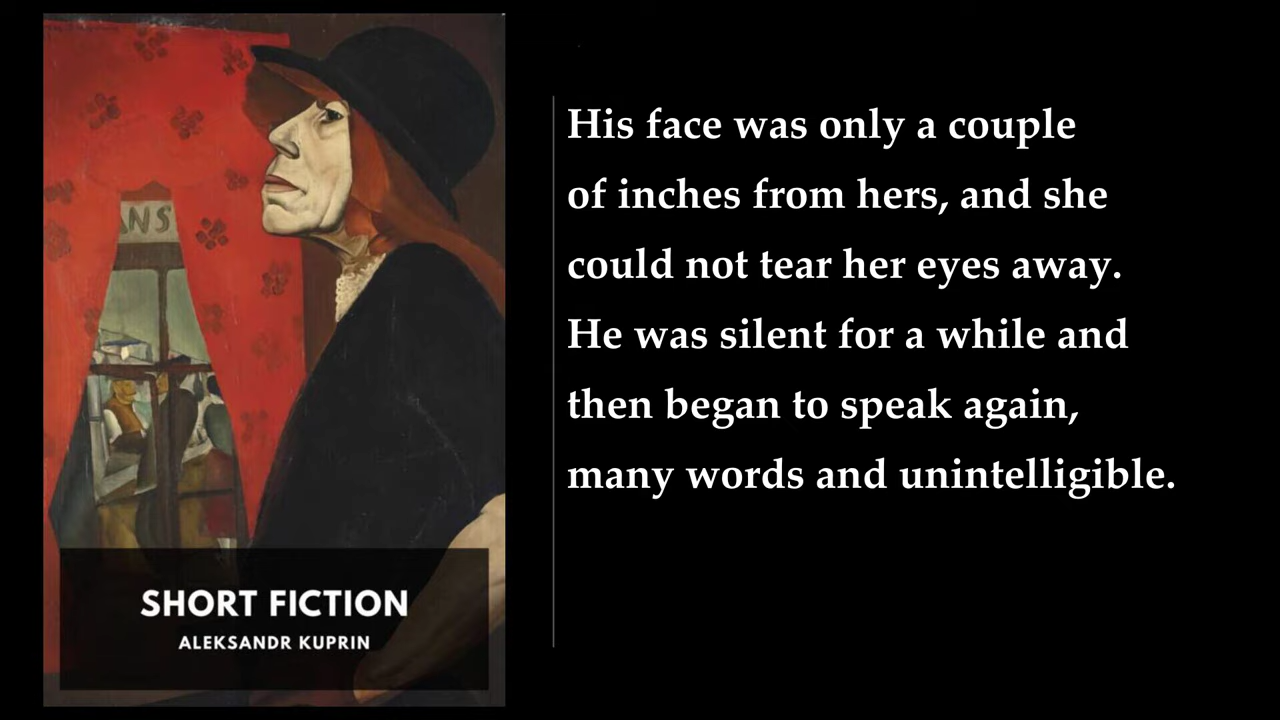 ANS
SHORT FICTION
ALEKSANDR KUPRIN
His face was only a couple
of inches from hers, and she
could not tear her eyes away.
He was silent for a while and
then began to speak again,
many words and unintelligible.